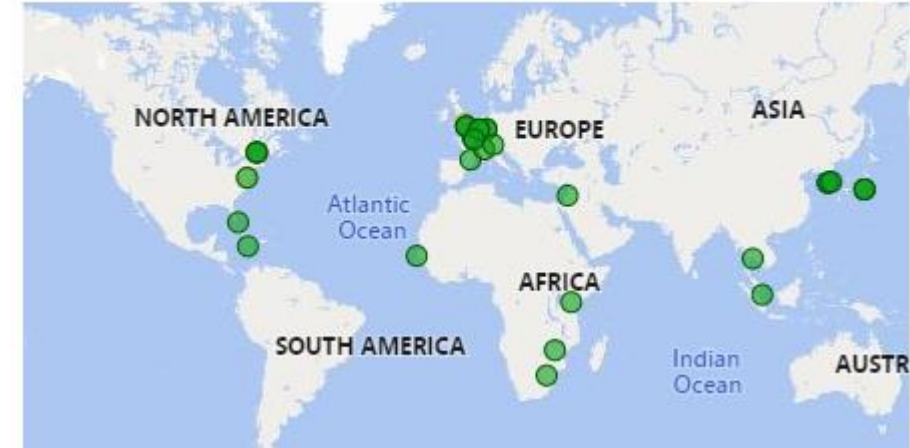 NORTH AMERICA
EUROPE
ASIA
Atlantic
Ocean
AFRICA
SOUTH AMERICA
Indian
Ocean
AUSTR